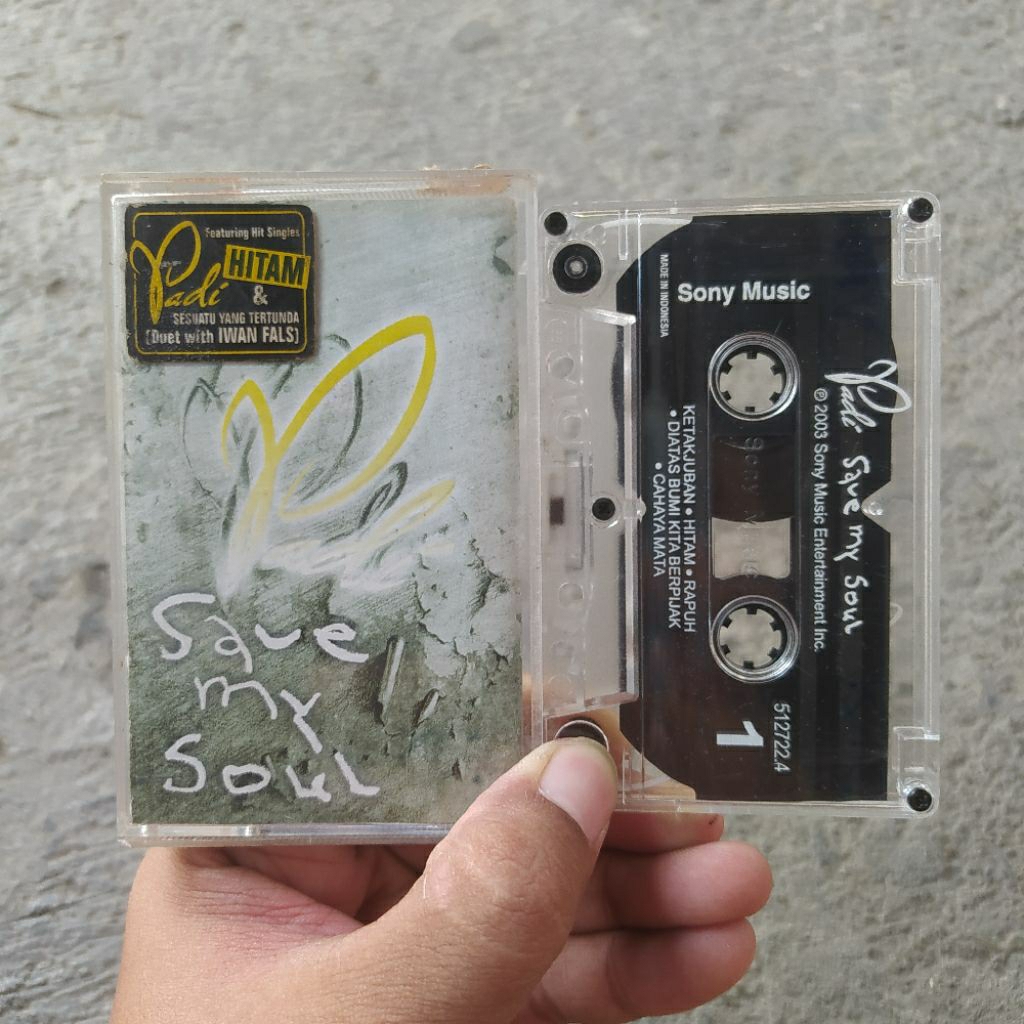 Featuring Hit Singles
Padi
HITAM
&
SESUATU YANG TERTUNDA
(Duet with IWAN FALS)
Padi
Save
my
Soul
MADE IN INDONESIA
Sony Music
Padi Save my Soul
℗ 2003 Sony Music Entertainment Inc.
KETAKJUBAN • HITAM • RAPUH
• DIATAS BUMI KITA BERPIJAK
• CAHAYA MATA
Sony Music
512722.4
1